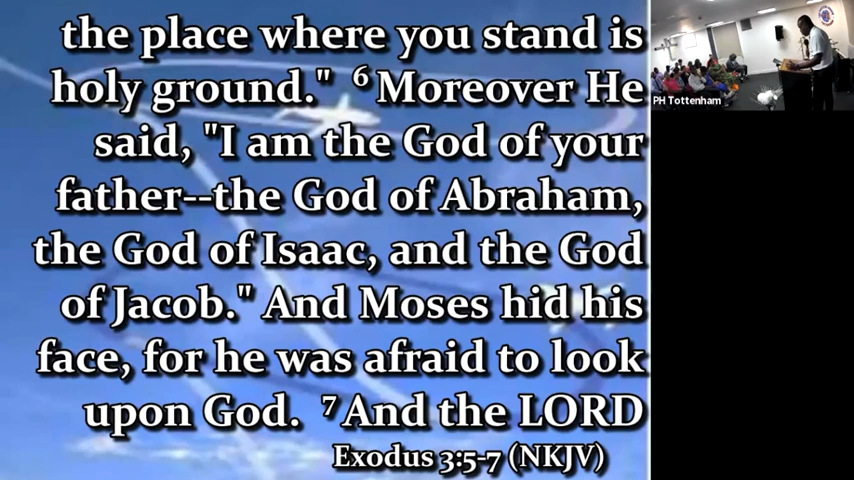 the place where you stand is
holy ground." 6 Moreover He
said, "I am the God of your
father--the God of Abraham,
the God of Isaac, and the God
of Jacob." And Moses hid his
face, for he was afraid to look
upon God. 7 And the LORD
Exodus 3:5-7 (NKJV)
PH Tottenham